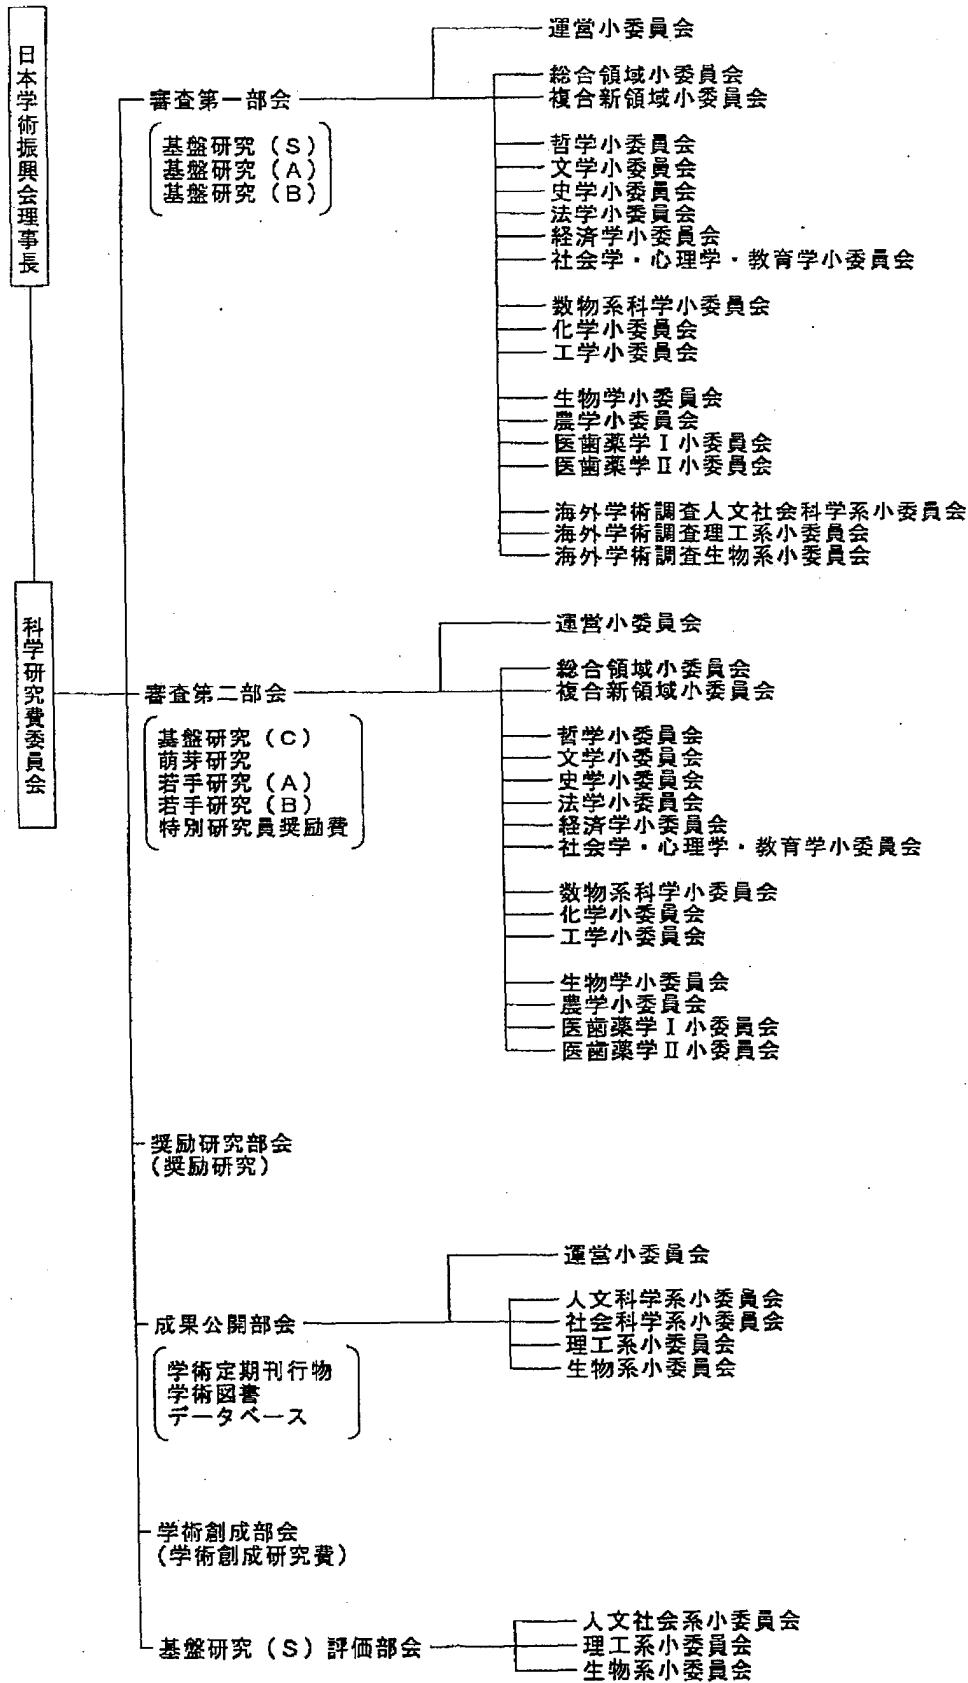 日本学術振興会理事長
科学研究費委員会
審査第一部会
基盤研究(S)
基盤研究(A)
基盤研究(B)
運営小委員会
総合領域小委員会
複合新領域小委員会
哲学小委員会
文学小委員会
史学小委員会
法学小委員会
経済学小委員会
社会学・心理学・教育学小委員会
数物系科学小委員会
化学小委員会
工学小委員会
生物学小委員会
農学小委員会
医歯薬学Ⅰ小委員会
医歯薬学Ⅱ小委員会
海外学術調査人文社会科学系小委員会
海外学術調査理工系小委員会
海外学術調査生物系小委員会
審査第二部会
基盤研究(C)
萌芽研究
若手研究(A)
若手研究(B)
特別研究員奨励費
運営小委員会
総合領域小委員会
複合新領域小委員会
哲学小委員会
文学小委員会
史学小委員会
法学小委員会
経済学小委員会
社会学・心理学・教育学小委員会
数物系科学小委員会
化学小委員会
工学小委員会
生物学小委員会
農学小委員会
医歯薬学Ⅰ小委員会
医歯薬学Ⅱ小委員会
奨励研究部会
(奨励研究)
成果公開部会
学術定期刊行物
学術図書
データベース
運営小委員会
人文科学系小委員会
社会科学系小委員会
理工系小委員会
生物系小委員会
学術創成部会
(学術創成研究費)
基盤研究(S)評価部会
人文社会系小委員会
理工系小委員会
生物系小委員会